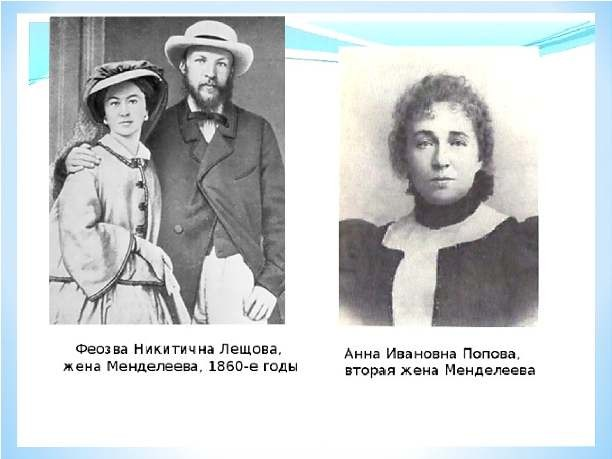 Феозва Никитична Лещова,
жена Менделеева, 1860-е годы
Анна Ивановна Попова,
вторая жена Менделеева